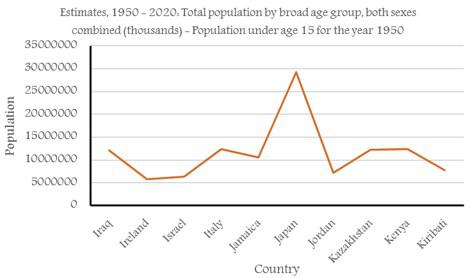 Estimates, 1950 - 2020: Total population by broad age group, both sexes
combined (thousands) - Population under age 15 for the year 1950
35000000
30000000
25000000
20000000
15000000
10000000
5000000
0
Population
Iraq
Ireland
Israel
Italy
Jamaica
Japan
Jordan
Kazakhstan
Kenya
Kiribati
Country